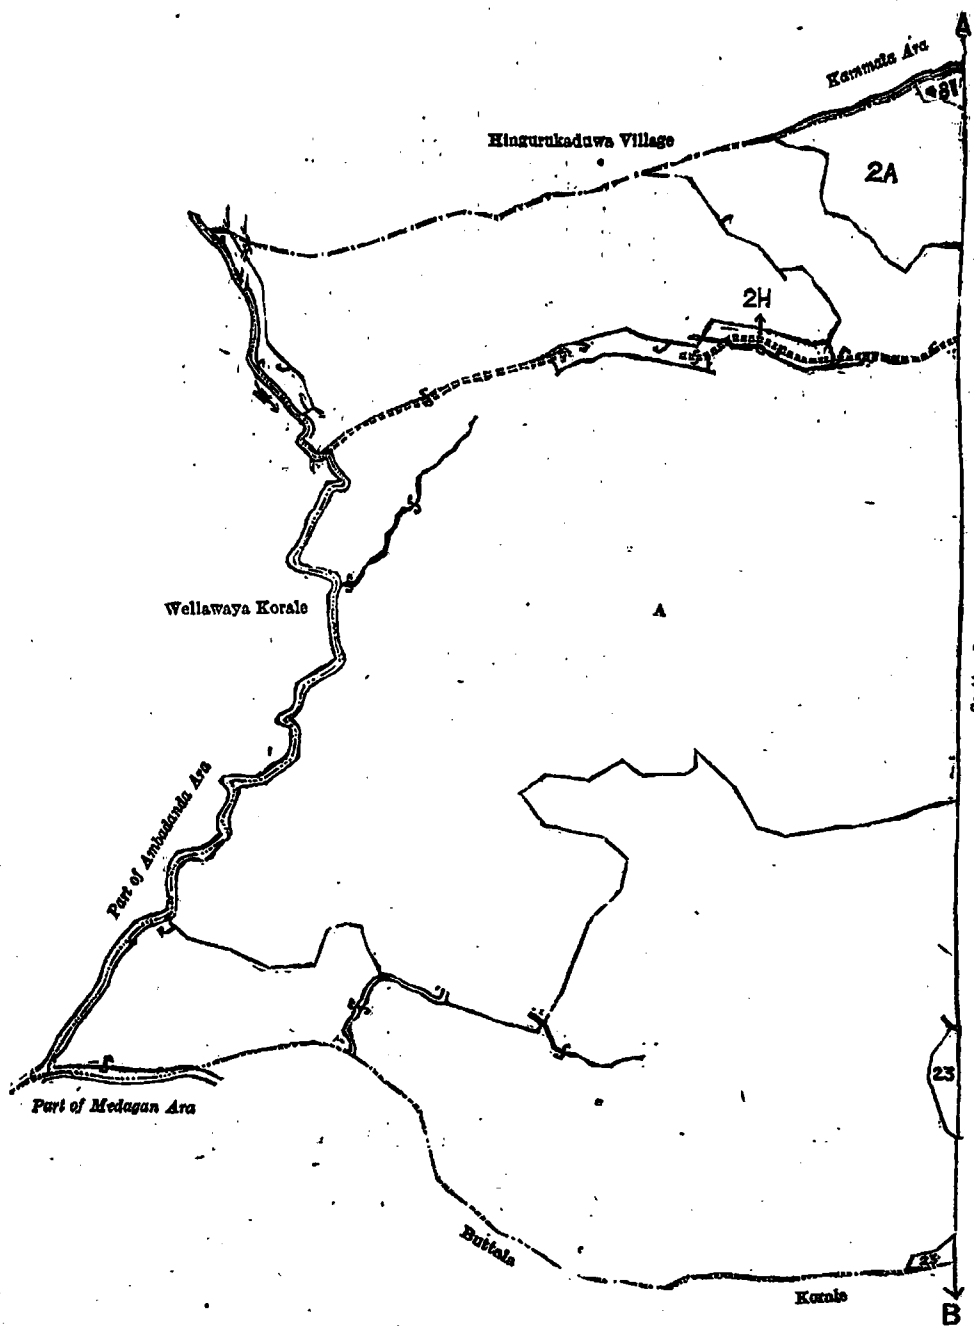 A
Kammala Ara
81
Hingurukaduwa Village
2A
2H
Wellawaya Korale
A
Part of Ambadanda Ara
23
Part of Medagan Ara
Buttala
Korale
B